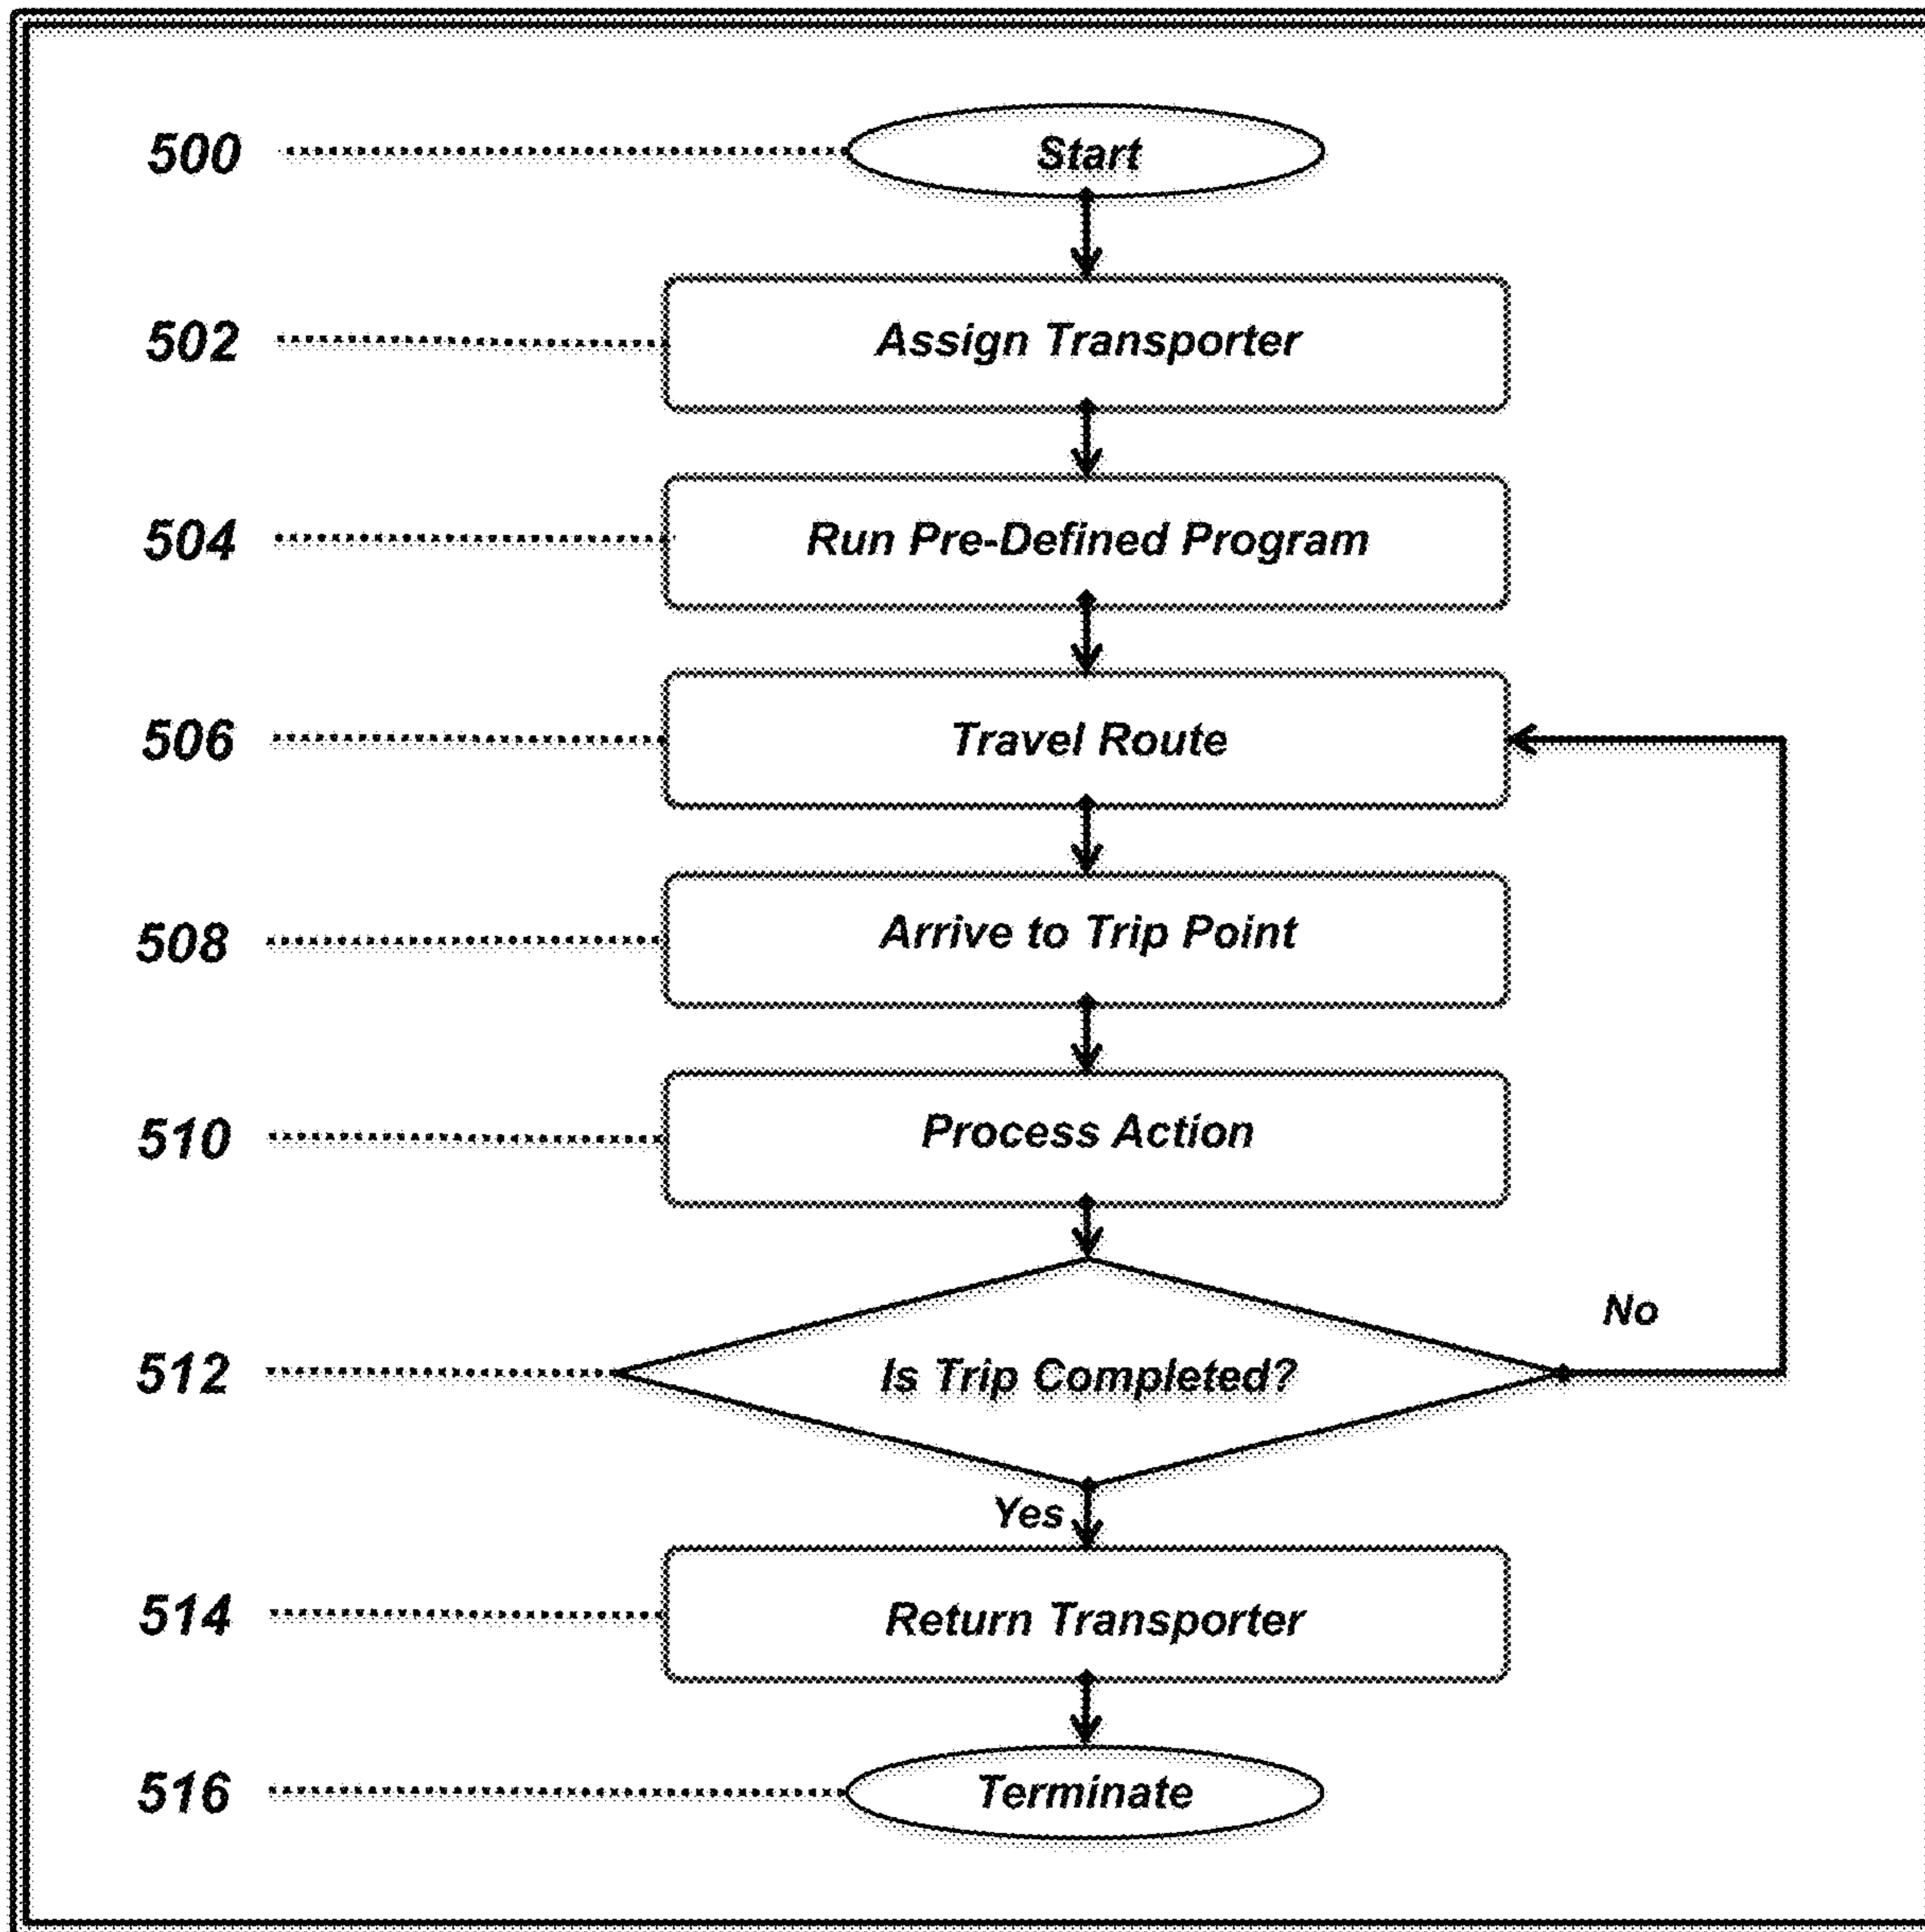 500 Start
502 Assign Transporter
504 Run Pre-Defined Program
506 Travel Route
508 Arrive to Trip Point
510 Process Action
No
512 Is Trip Completed?
Yes
514 Return Transporter
516 Terminate